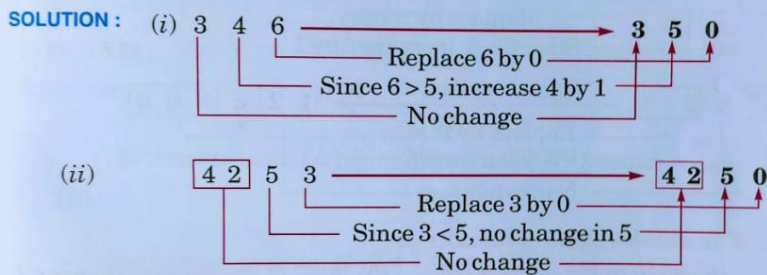 SOLUTION : (i) 3 4 6 3 5 0
Replace 6 by 0
Since 6 > 5, increase 4 by 1
No change
(ii) 4 2 5 3 4 2 5 0
Replace 3 by 0
Since 3 < 5, no change in 5
No change